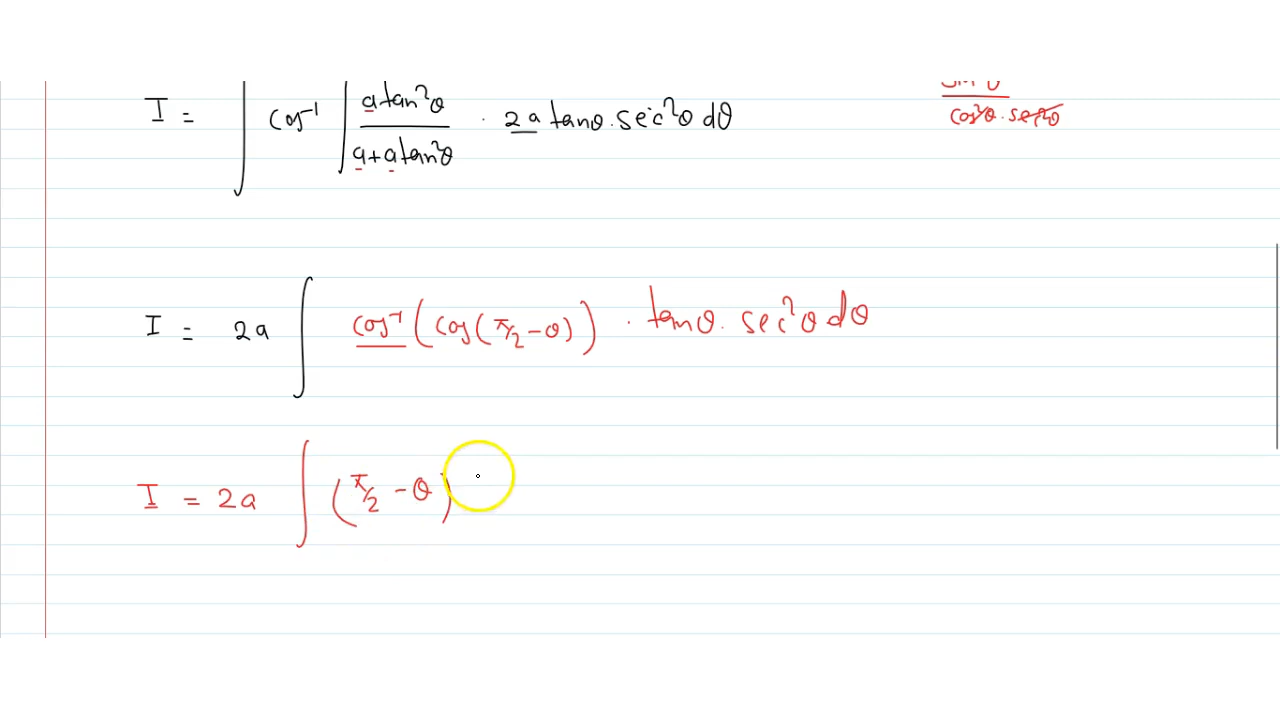 I = ∫ cos⁻¹ √(a tan²θ / a + a tan²θ) · 2a tanθ · sec²θ dθ
cos²θ · sec²θ
I = 2a ∫ cos⁻¹(cos(π/2 − θ)) · tanθ · sec²θ dθ
I = 2a ∫ (π/2 − θ)